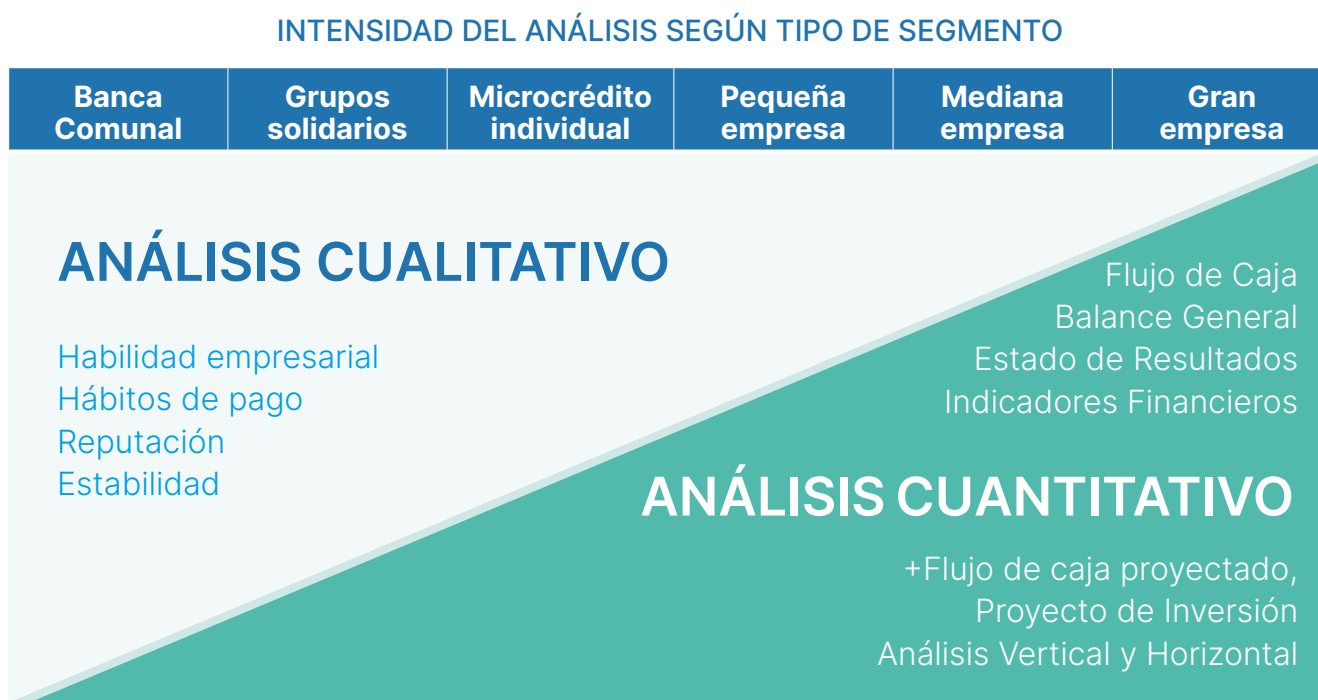 INTENSIDAD DEL ANÁLISIS SEGÚN TIPO DE SEGMENTO
Banca
Comunal
Grupos
solidarios
Microcrédito
individual
Pequeña
empresa
Mediana
empresa
Gran
empresa
ANÁLISIS CUALITATIVO
Habilidad empresarial
Hábitos de pago
Reputación
Estabilidad
Flujo de Caja
Balance General
Estado de Resultados
Indicadores Financieros
ANÁLISIS CUANTITATIVO
+Flujo de caja proyectado,
Proyecto de Inversión
Análisis Vertical y Horizontal